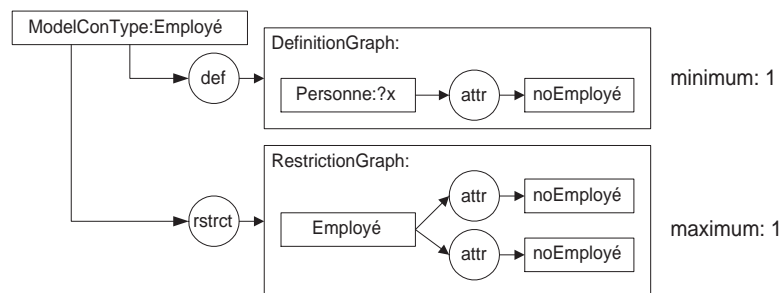 ModelConType:Employé
DefinitionGraph:
def
Personne:?x
attr
noEmployé
minimum: 1
RestrictionGraph:
rstrct
Employé
attr
noEmployé
attr
noEmployé
maximum: 1